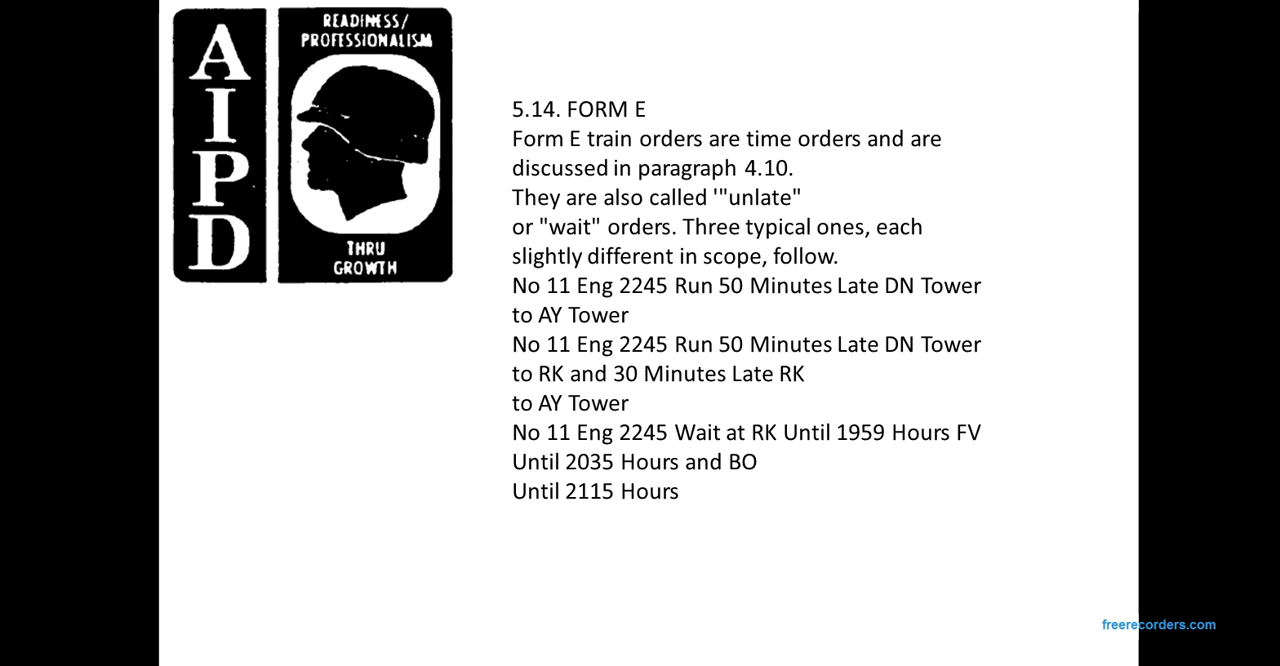 A
I
P
D
READINESS/
PROFESSIONALISM
THRU
GROWTH
5.14. FORM E
Form E train orders are time orders and are
discussed in paragraph 4.10.
They are also called '"unlate"
or "wait" orders. Three typical ones, each
slightly different in scope, follow.
No 11 Eng 2245 Run 50 Minutes Late DN Tower
to AY Tower
No 11 Eng 2245 Run 50 Minutes Late DN Tower
to RK and 30 Minutes Late RK
to AY Tower
No 11 Eng 2245 Wait at RK Until 1959 Hours FV
Until 2035 Hours and BO
Until 2115 Hours
freerecorders.com